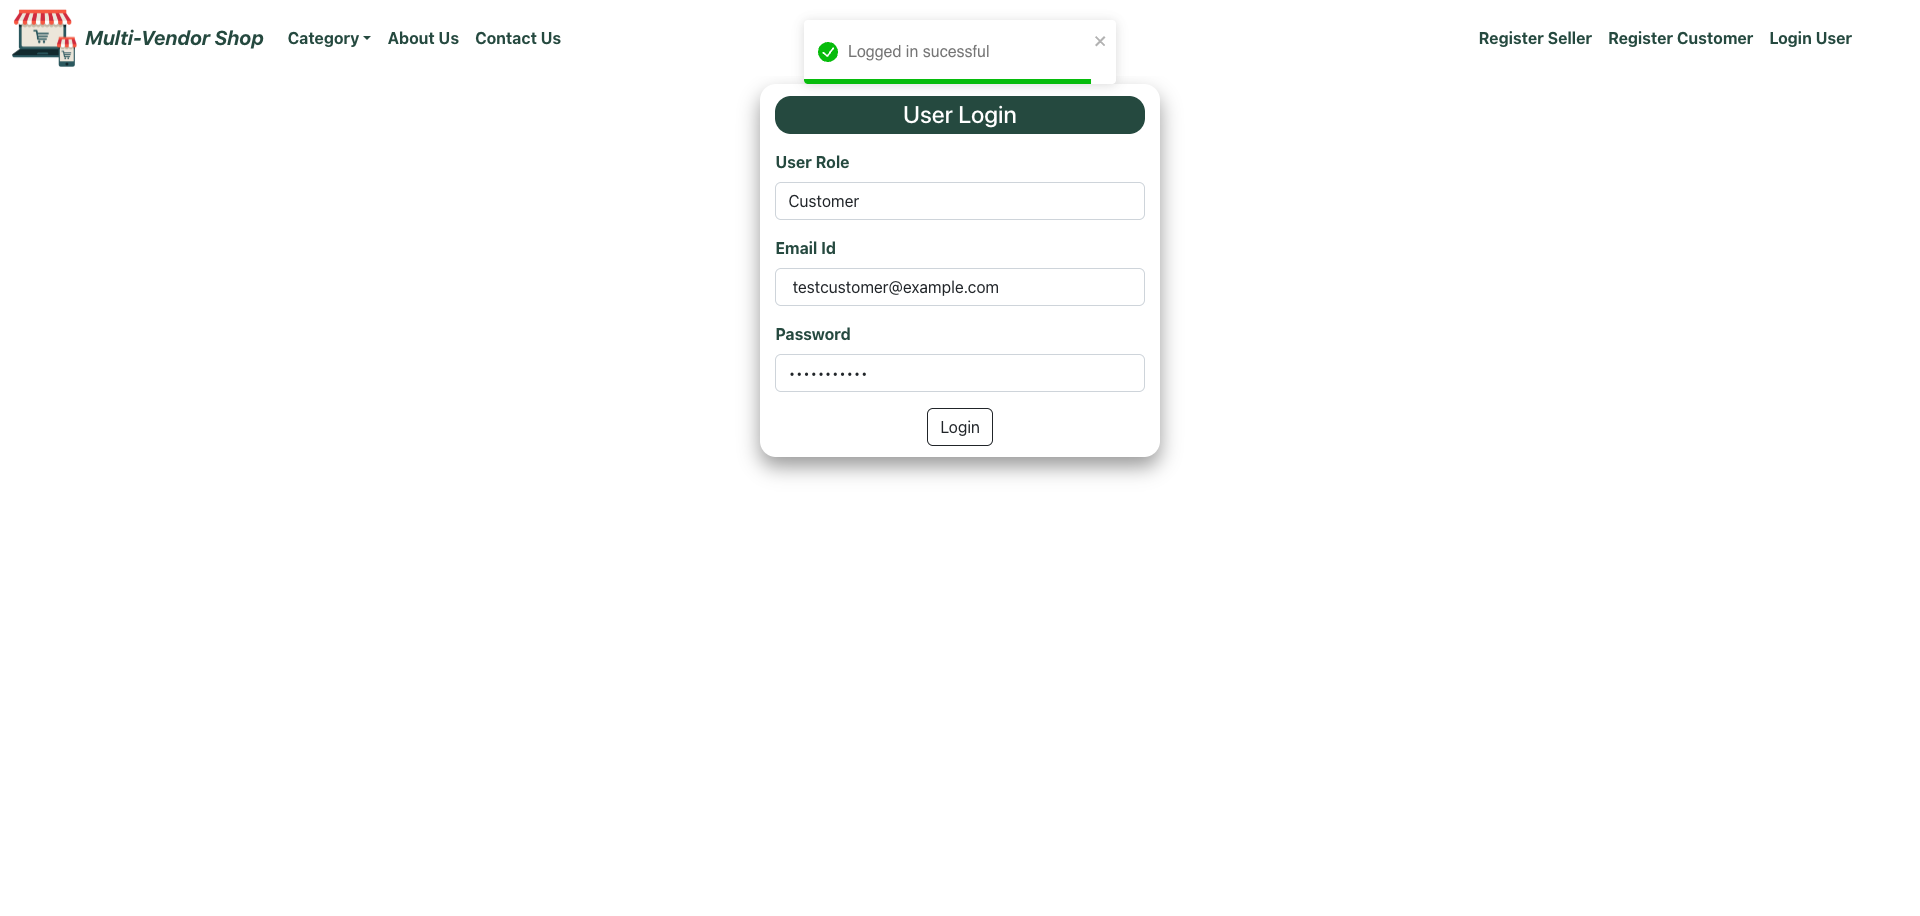 Multi-Vendor Shop Category About Us Contact Us Register Seller Register Customer Login User
Logged in sucessful
User Login
User Role
Customer
Email Id
testcustomer@example.com
Password
•••••••••••
Login